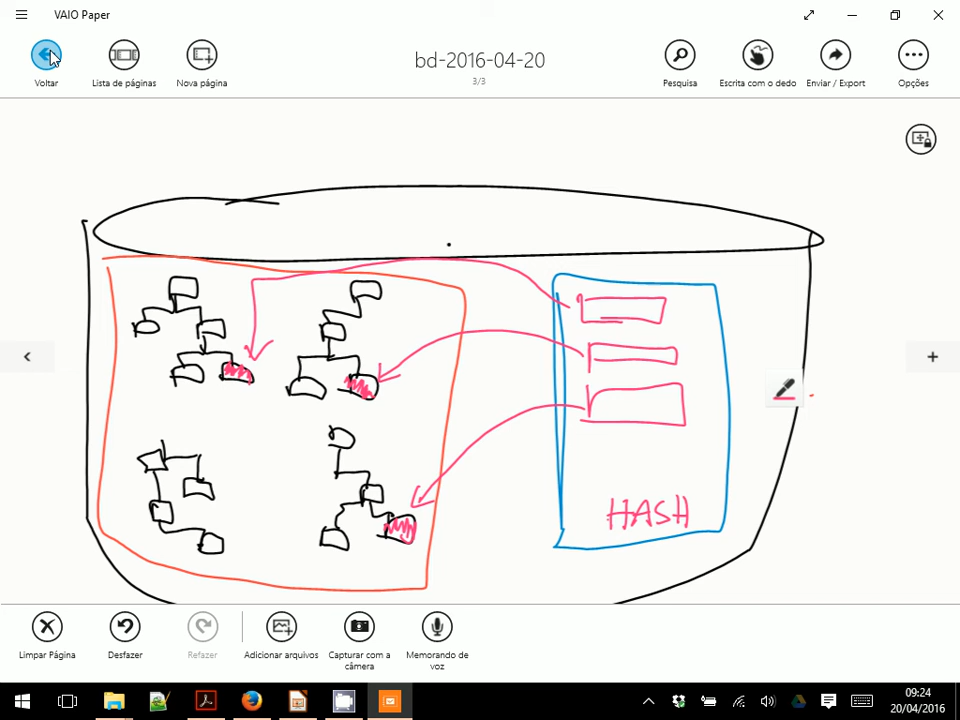 VAIO Paper
Voltar
Lista de páginas
Nova página
bd-2016-04-20
3/3
Pesquisa
Escrita com o dedo
Enviar / Export
Opções
HASH
Limpar Página
Desfazer
Refazer
Adicionar arquivos
Capturar com a
câmera
Memorando de
voz
09:24
20/04/2016